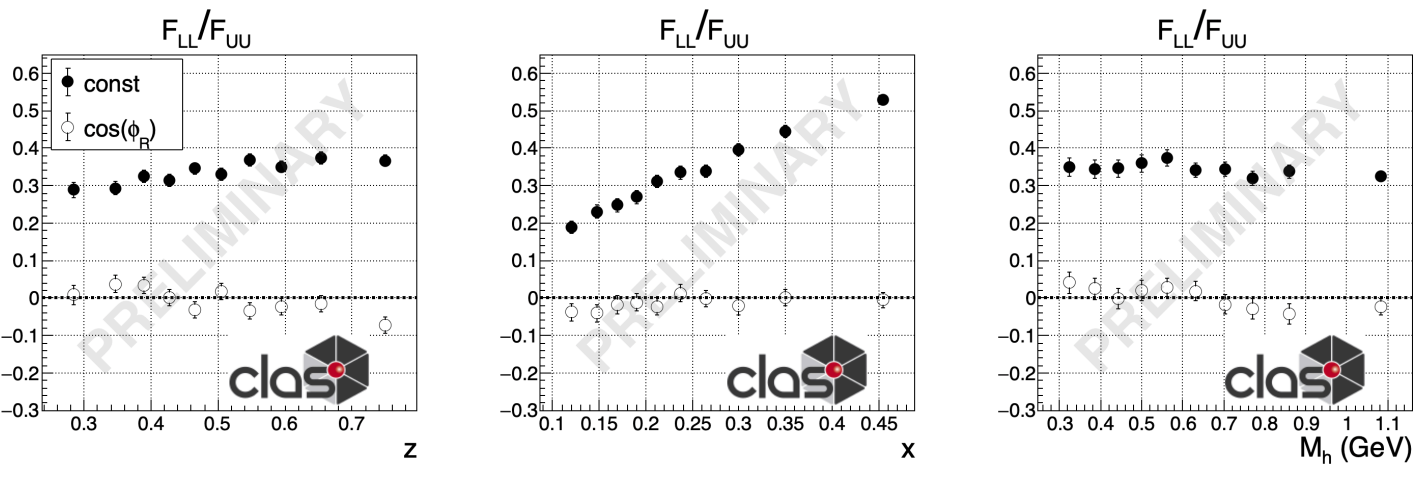 F_LL/F_UU
0.6
0.5
0.4
0.3
0.2
0.1
0
−0.1
−0.2
−0.3
const
cos(ϕ_R)
PRELIMINARY
clas
0.3 0.4 0.5 0.6 0.7
z
F_LL/F_UU
0.6
0.5
0.4
0.3
0.2
0.1
0
−0.1
−0.2
−0.3
PRELIMINARY
clas
0.1 0.15 0.2 0.25 0.3 0.35 0.4 0.45
x
F_LL/F_UU
0.6
0.5
0.4
0.3
0.2
0.1
0
−0.1
−0.2
−0.3
PRELIMINARY
clas
0.3 0.4 0.5 0.6 0.7 0.8 0.9 1 1.1
M_h (GeV)